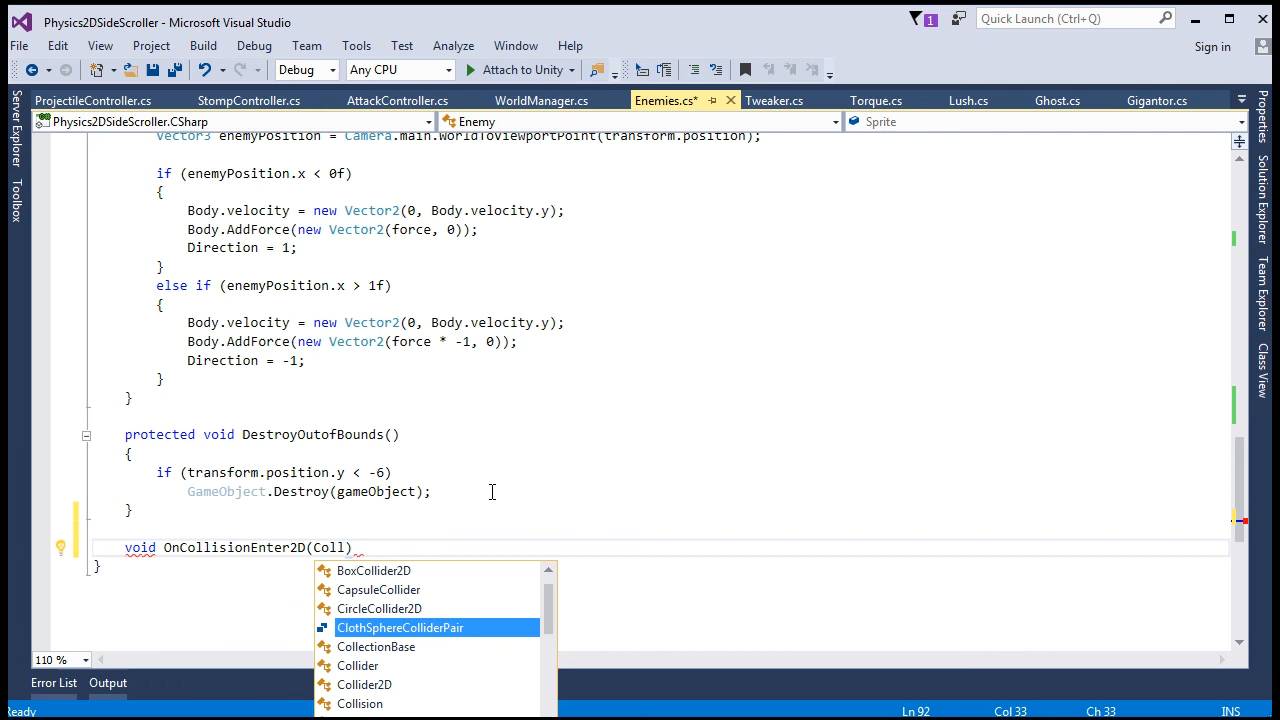 Physics2DSideScroller - Microsoft Visual Studio
1
Quick Launch (Ctrl+Q)
File Edit View Project Build Debug Team Tools Test Analyze Window Help
Sign in
Debug Any CPU Attach to Unity
ProjectileController.cs StompController.cs AttackController.cs WorldManager.cs Enemies.cs* Tweaker.cs Torque.cs Lush.cs Ghost.cs Gigantor.cs
Physics2DSideScroller.CSharp Enemy Sprite
Server Explorer
Toolbox
Properties
Solution Explorer
Team Explorer
Class View
Vector3 enemyPosition = Camera.main.WorldToViewportPoint(transform.position);
if (enemyPosition.x < 0f)
{
Body.velocity = new Vector2(0, Body.velocity.y);
Body.AddForce(new Vector2(force, 0));
Direction = 1;
}
else if (enemyPosition.x > 1f)
{
Body.velocity = new Vector2(0, Body.velocity.y);
Body.AddForce(new Vector2(force * -1, 0));
Direction = -1;
}
}
protected void DestroyOutofBounds()
{
if (transform.position.y < -6)
GameObject.Destroy(gameObject);
}
void OnCollisionEnter2D(Coll)
}
BoxCollider2D
CapsuleCollider
CircleCollider2D
ClothSphereColliderPair
CollectionBase
Collider
Collider2D
Collision
110 %
Error List Output
Ready Ln 92 Col 33 Ch 33 INS